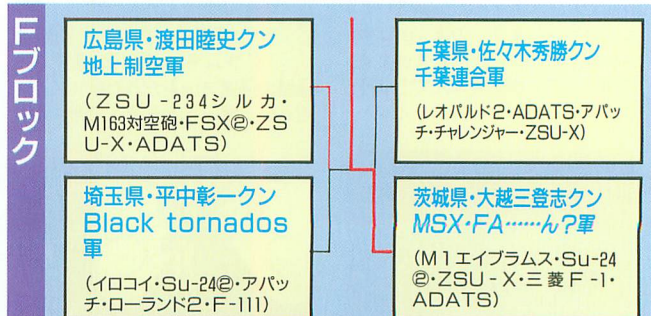 Fブロック
広島県・渡田睦史クン
地上制空軍
(ZSU-234シルカ・
M163対空砲・FSX②・ZS
U-X・ADATS)
埼玉県・平中彰一クン
Black tornados
軍
(イロコイ・Su-24②・アパッ
チ・ローランド2・F-111)
千葉県・佐々木秀勝クン
千葉連合軍
(レオパルド2・ADATS・アパッ
チ・チャレンジャー・ZSU-X)
茨城県・大越三登志クン
MSX・FA……ん?軍
(M1エイブラムス・Su-24
②・ZSU-X・三菱F-1・
ADATS)